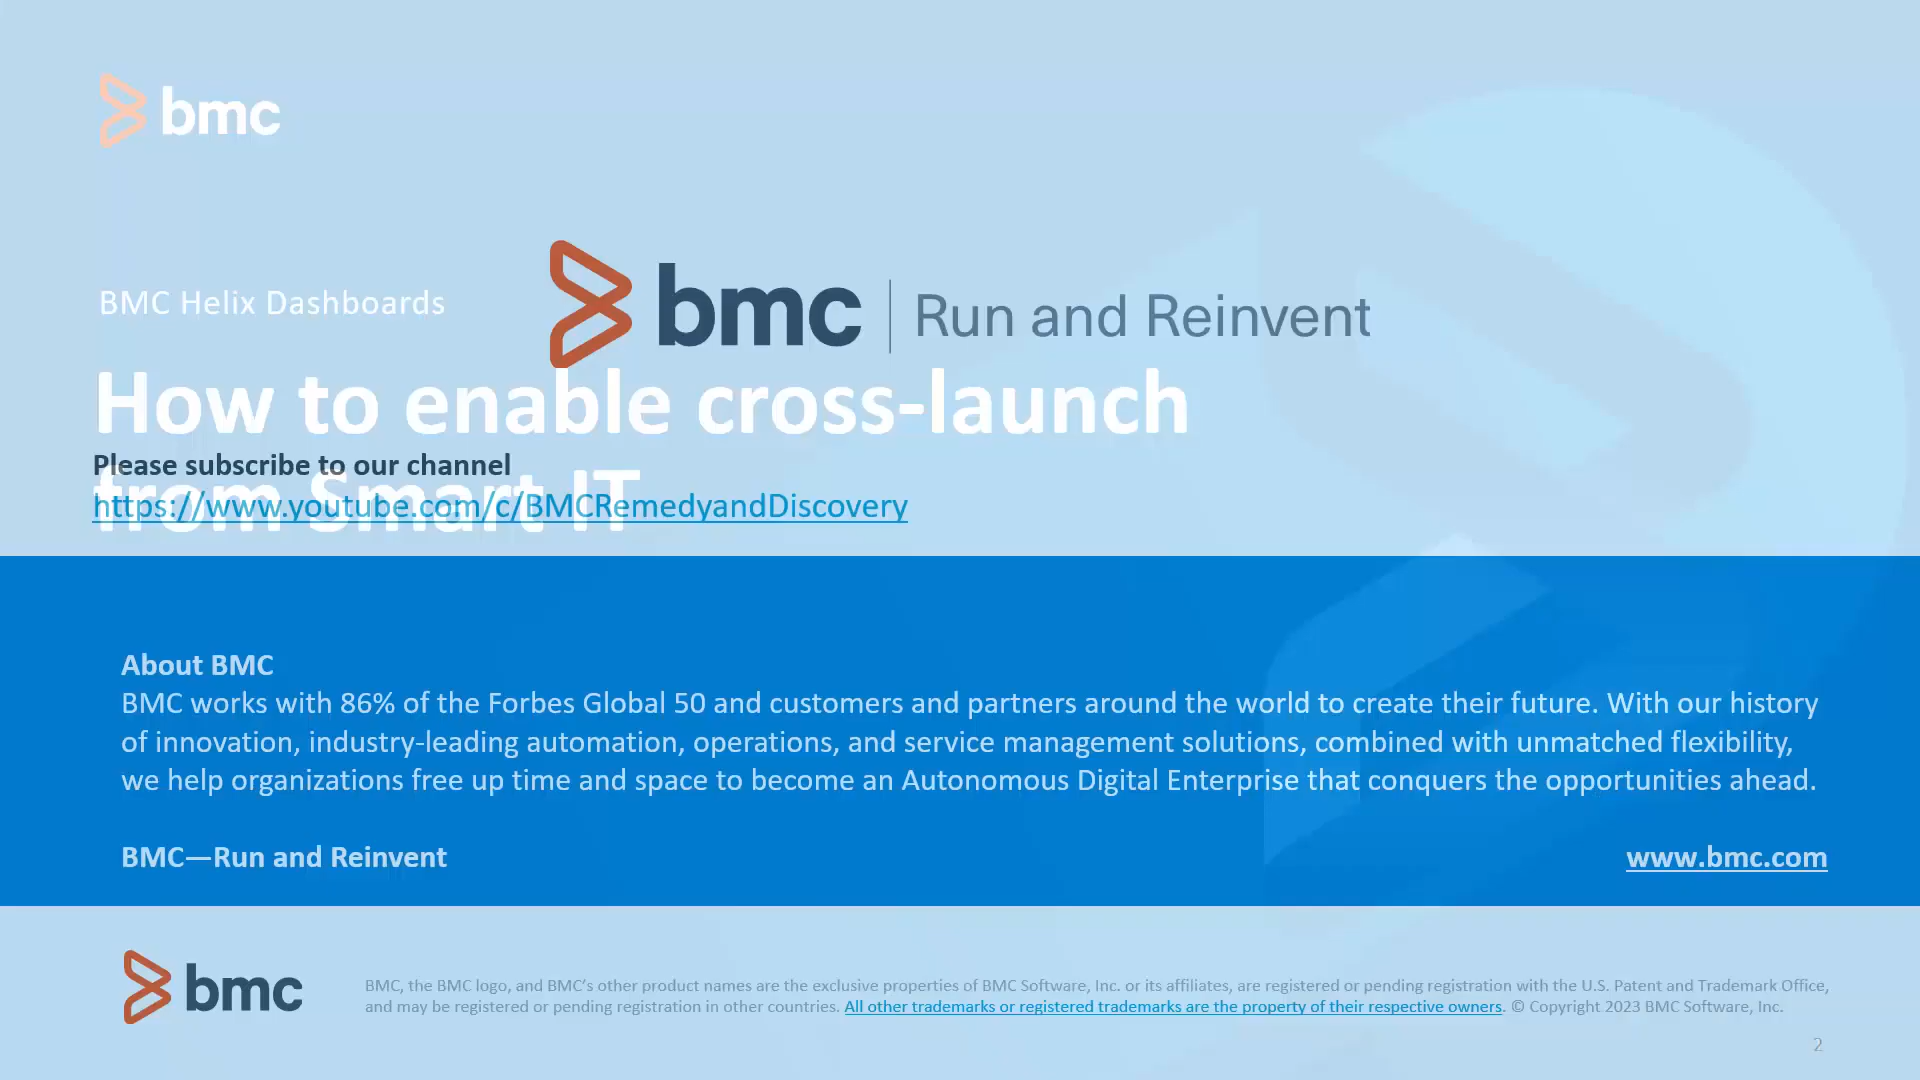 bmc
BMC Helix Dashboards
bmc | Run and Reinvent
How to enable cross-launch
from Smart IT
Please subscribe to our channel
https://www.youtube.com/c/BMCRemedyandDiscovery
About BMC
BMC works with 86% of the Forbes Global 50 and customers and partners around the world to create their future. With our history
of innovation, industry-leading automation, operations, and service management solutions, combined with unmatched flexibility,
we help organizations free up time and space to become an Autonomous Digital Enterprise that conquers the opportunities ahead.
BMC—Run and Reinvent
www.bmc.com
bmc
BMC, the BMC logo, and BMC’s other product names are the exclusive properties of BMC Software, Inc. or its affiliates, are registered or pending registration with the U.S. Patent and Trademark Office,
and may be registered or pending registration in other countries. All other trademarks or registered trademarks are the property of their respective owners. © Copyright 2023 BMC Software, Inc.
2